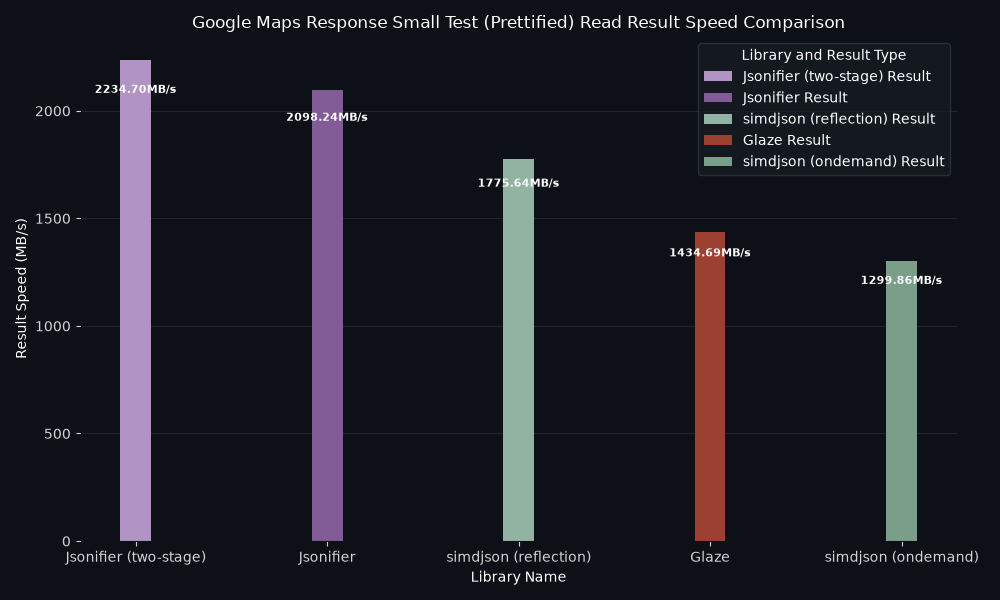 Google Maps Response Small Test (Prettified) Read Result Speed Comparison
Library and Result Type
Jsonifier (two-stage) Result
Jsonifier Result
simdjson (reflection) Result
Glaze Result
simdjson (ondemand) Result
2234.70MB/s
2098.24MB/s
1775.64MB/s
1434.69MB/s
1299.86MB/s
Result Speed (MB/s)
2000
1500
1000
500
0
Jsonifier (two-stage)
Jsonifier
simdjson (reflection)
Glaze
simdjson (ondemand)
Library Name